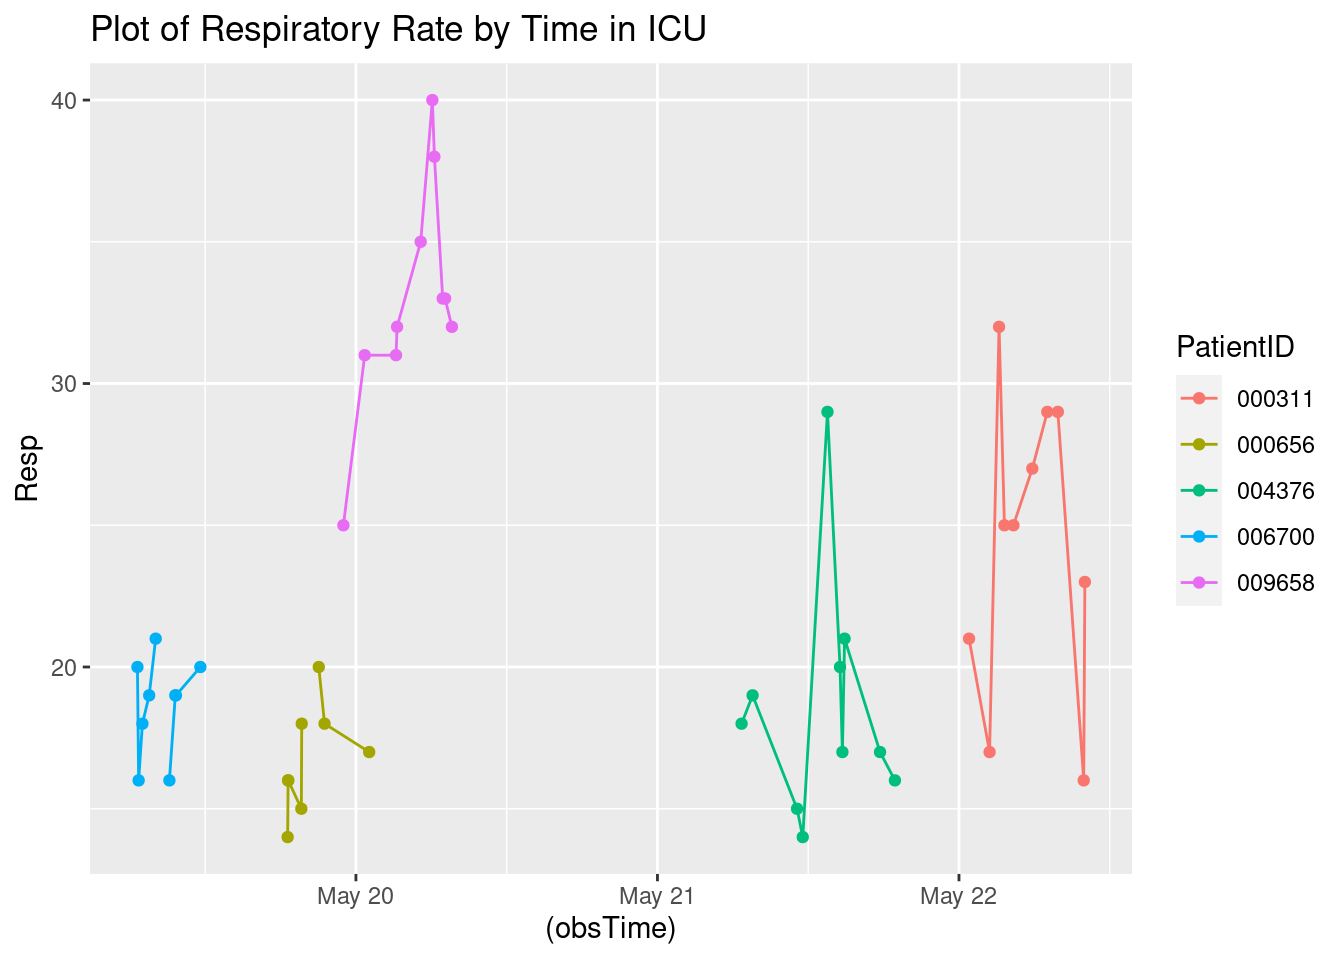 Plot of Respiratory Rate by Time in ICU
40
30
20
Resp
May 20
May 21
May 22
(obsTime)
PatientID
000311
000656
004376
006700
009658